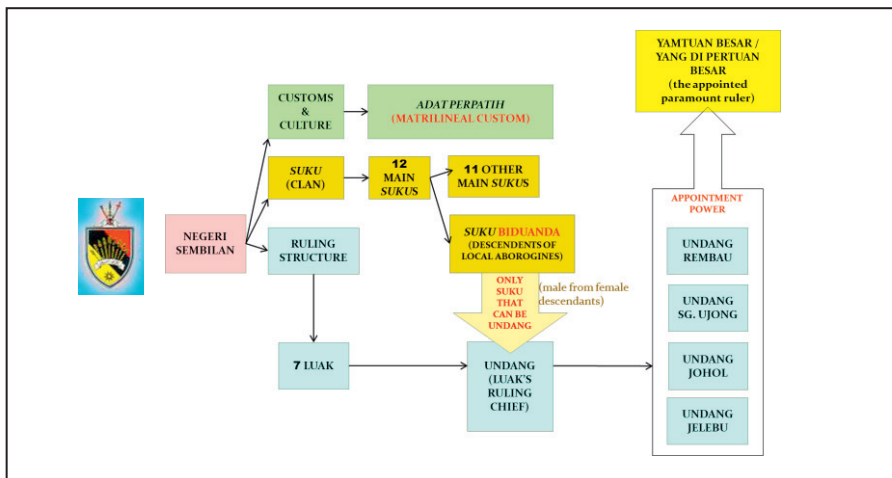 YAMTUAN BESAR /
YANG DI PERTUAN
BESAR
(the appointed
paramount ruler)
CUSTOMS
&
CULTURE
ADAT PERPATIH
(MATRILINEAL CUSTOM)
SUKU
(CLAN)
12
MAIN
SUKUS
11 OTHER
MAIN SUKUS
NEGERI
SEMBILAN
RULING
STRUCTURE
SUKU BIDUANDA
(DESCENDENTS OF
LOCAL ABOROGINES)
ONLY
SUKU
THAT
CAN BE
UNDANG
(male from female
descendants)
7 LUAK
UNDANG
(LUAK'S
RULING
CHIEF)
APPOINTMENT
POWER
UNDANG
REMBAU
UNDANG
SG. UJONG
UNDANG
JOHOL
UNDANG
JELEBU